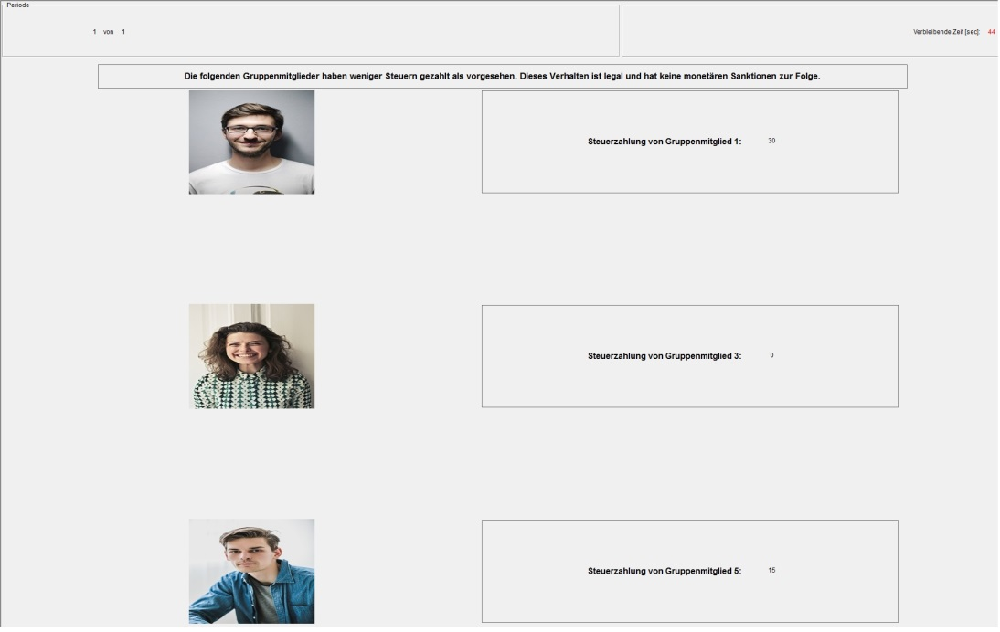 Periode
1 von 1
Verbleibende Zeit [sec]: 44
Die folgenden Gruppenmitglieder haben weniger Steuern gezahlt als vorgesehen. Dieses Verhalten ist legal und hat keine monetären Sanktionen zur Folge.
Steuerzahlung von Gruppenmitglied 1: 30
Steuerzahlung von Gruppenmitglied 3: 0
Steuerzahlung von Gruppenmitglied 5: 15